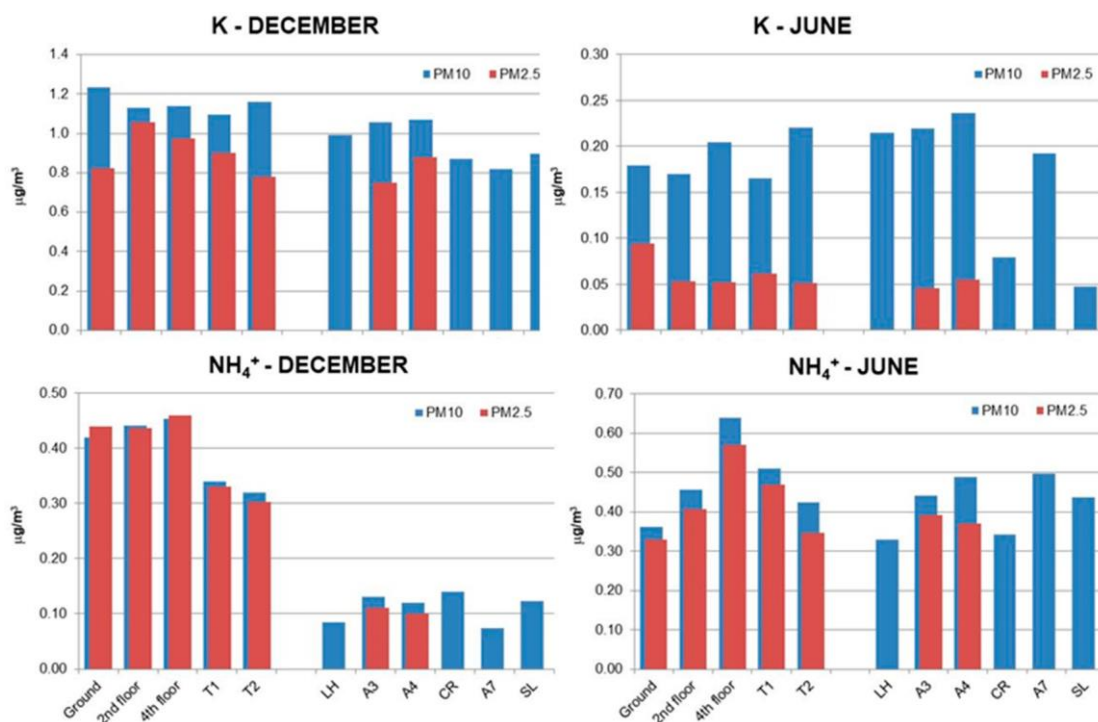 K - DECEMBER
PM10 PM2.5
µg/m³
1.4
1.2
1.0
0.8
0.6
0.4
0.2
0.0
K - JUNE
PM10 PM2.5
µg/m³
0.30
0.25
0.20
0.15
0.10
0.05
0.00
NH₄⁺ - DECEMBER
PM10 PM2.5
µg/m³
0.50
0.40
0.30
0.20
0.10
0.00
Ground 2nd floor 4th floor T1 T2 LH A3 A4 CR A7 SL
NH₄⁺ - JUNE
PM10 PM2.5
µg/m³
0.70
0.60
0.50
0.40
0.30
0.20
0.10
0.00
Ground 2nd floor 4th floor T1 T2 LH A3 A4 CR A7 SL